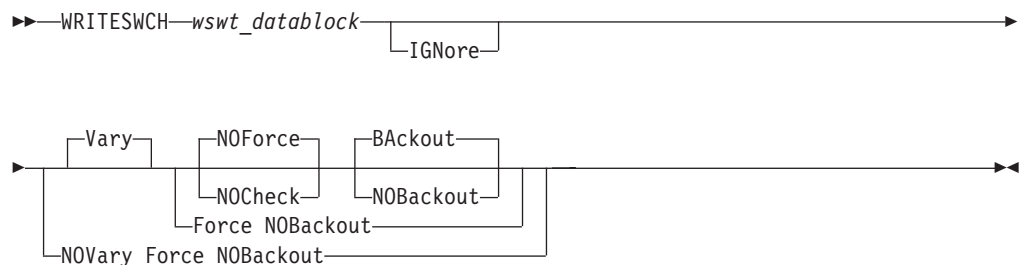 WRITESWCH wswt_datablock
IGNore
Vary NOForce BAckout
NOCheck NOBackout
Force NOBackout
NOVary Force NOBackout